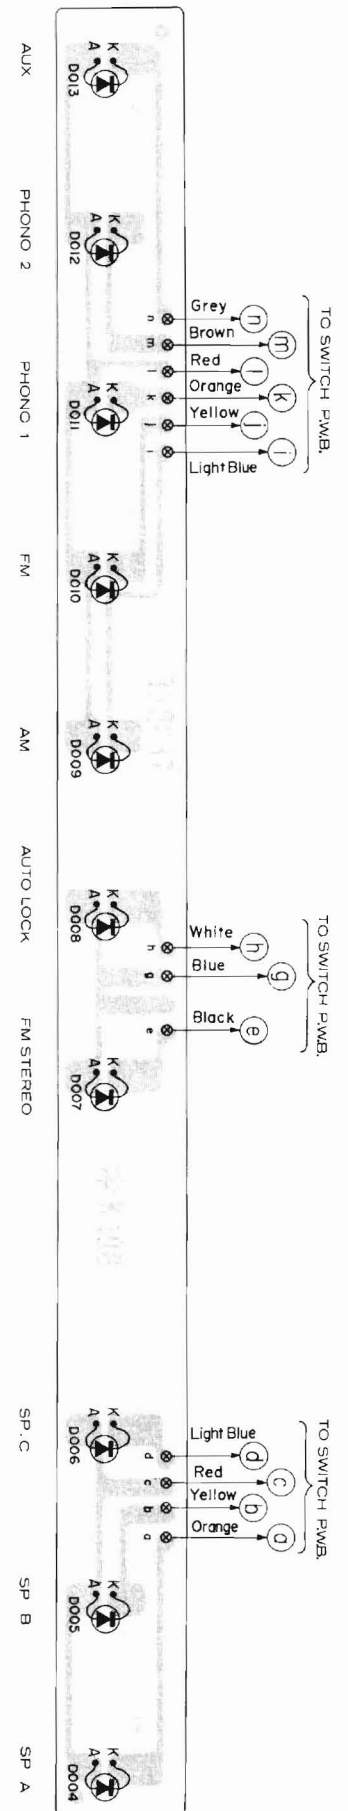 AUX
PHONO 2
PHONO 1
FM
AM
AUTO LOCK
FM STEREO
SP. C
SP B
SP A
A K
D013
A K
D012
A K
D011
A K
D010
A K
D009
A K
D008
A K
D007
A K
D006
A K
D005
A K
D004
n Grey n
m Brown m
l Red l
k Orange k
j Yellow j
i Light Blue i
TO SWITCH P.W.B.
h White h
g Blue g
e Black e
TO SWITCH P.W.B.
d Light Blue d
c Red c
b Yellow b
a Orange a
TO SWITCH P.W.B.